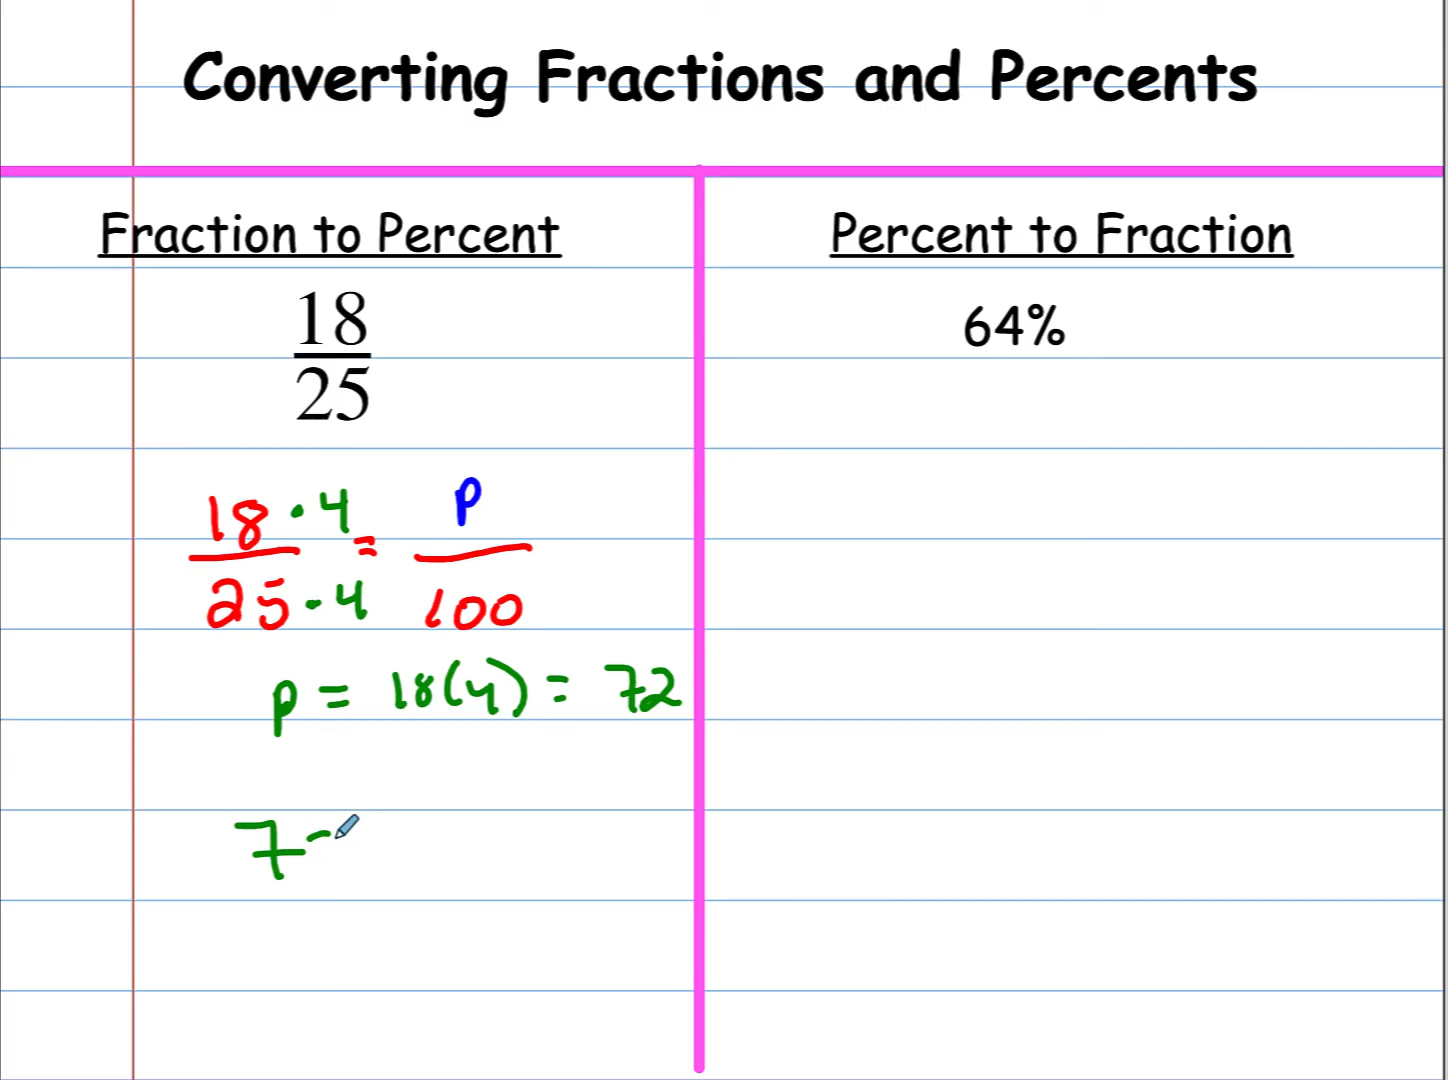 Converting Fractions and Percents
Fraction to Percent
18
25
18 · 4 = p
25 · 4 100
p = 18(4) = 72
7
Percent to Fraction
64%